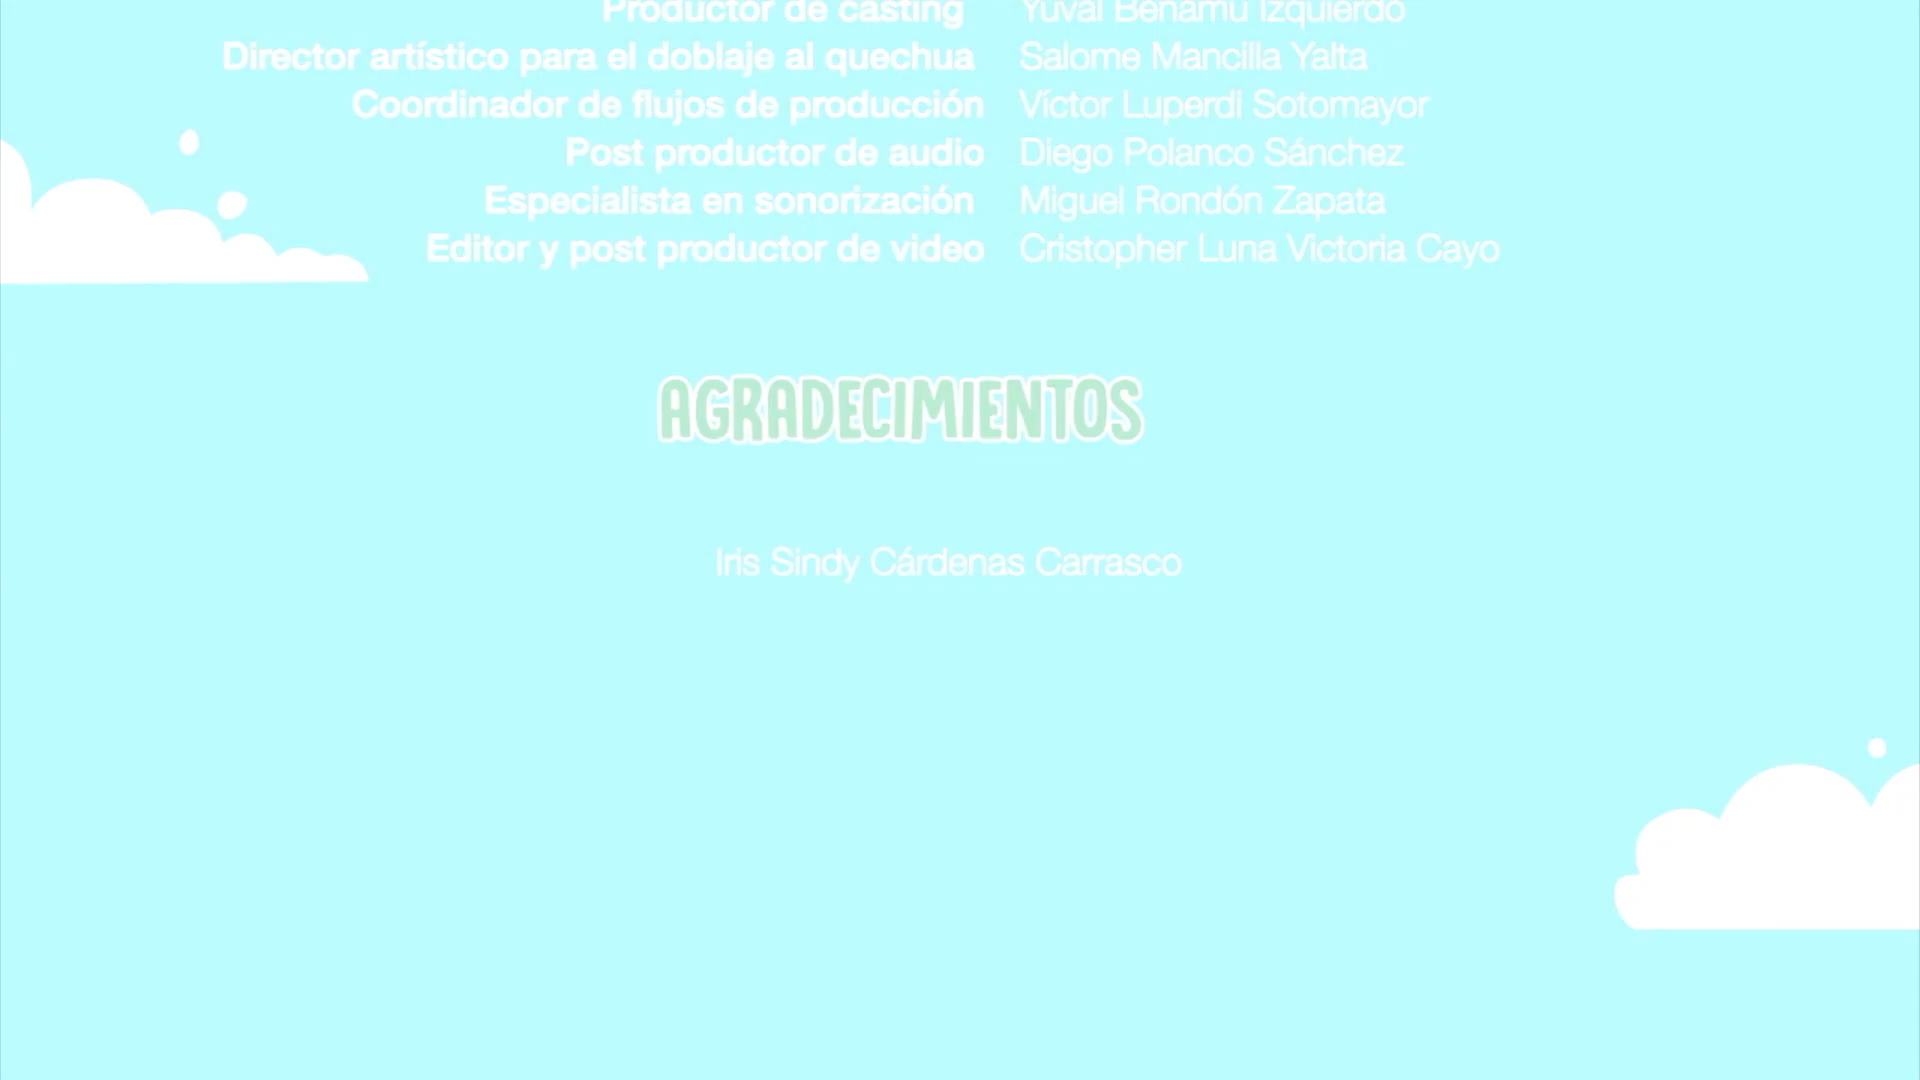 Productor de casting Yuval Benamu Izquierdo
Director artístico para el doblaje al quechua Salome Mancilla Yalta
Coordinador de flujos de producción Víctor Luperdi Sotomayor
Post productor de audio Diego Polanco Sánchez
Especialista en sonorización Miguel Rondón Zapata
Editor y post productor de video Cristopher Luna Victoria Cayo
AGRADECIMIENTOS
Iris Sindy Cárdenas Carrasco